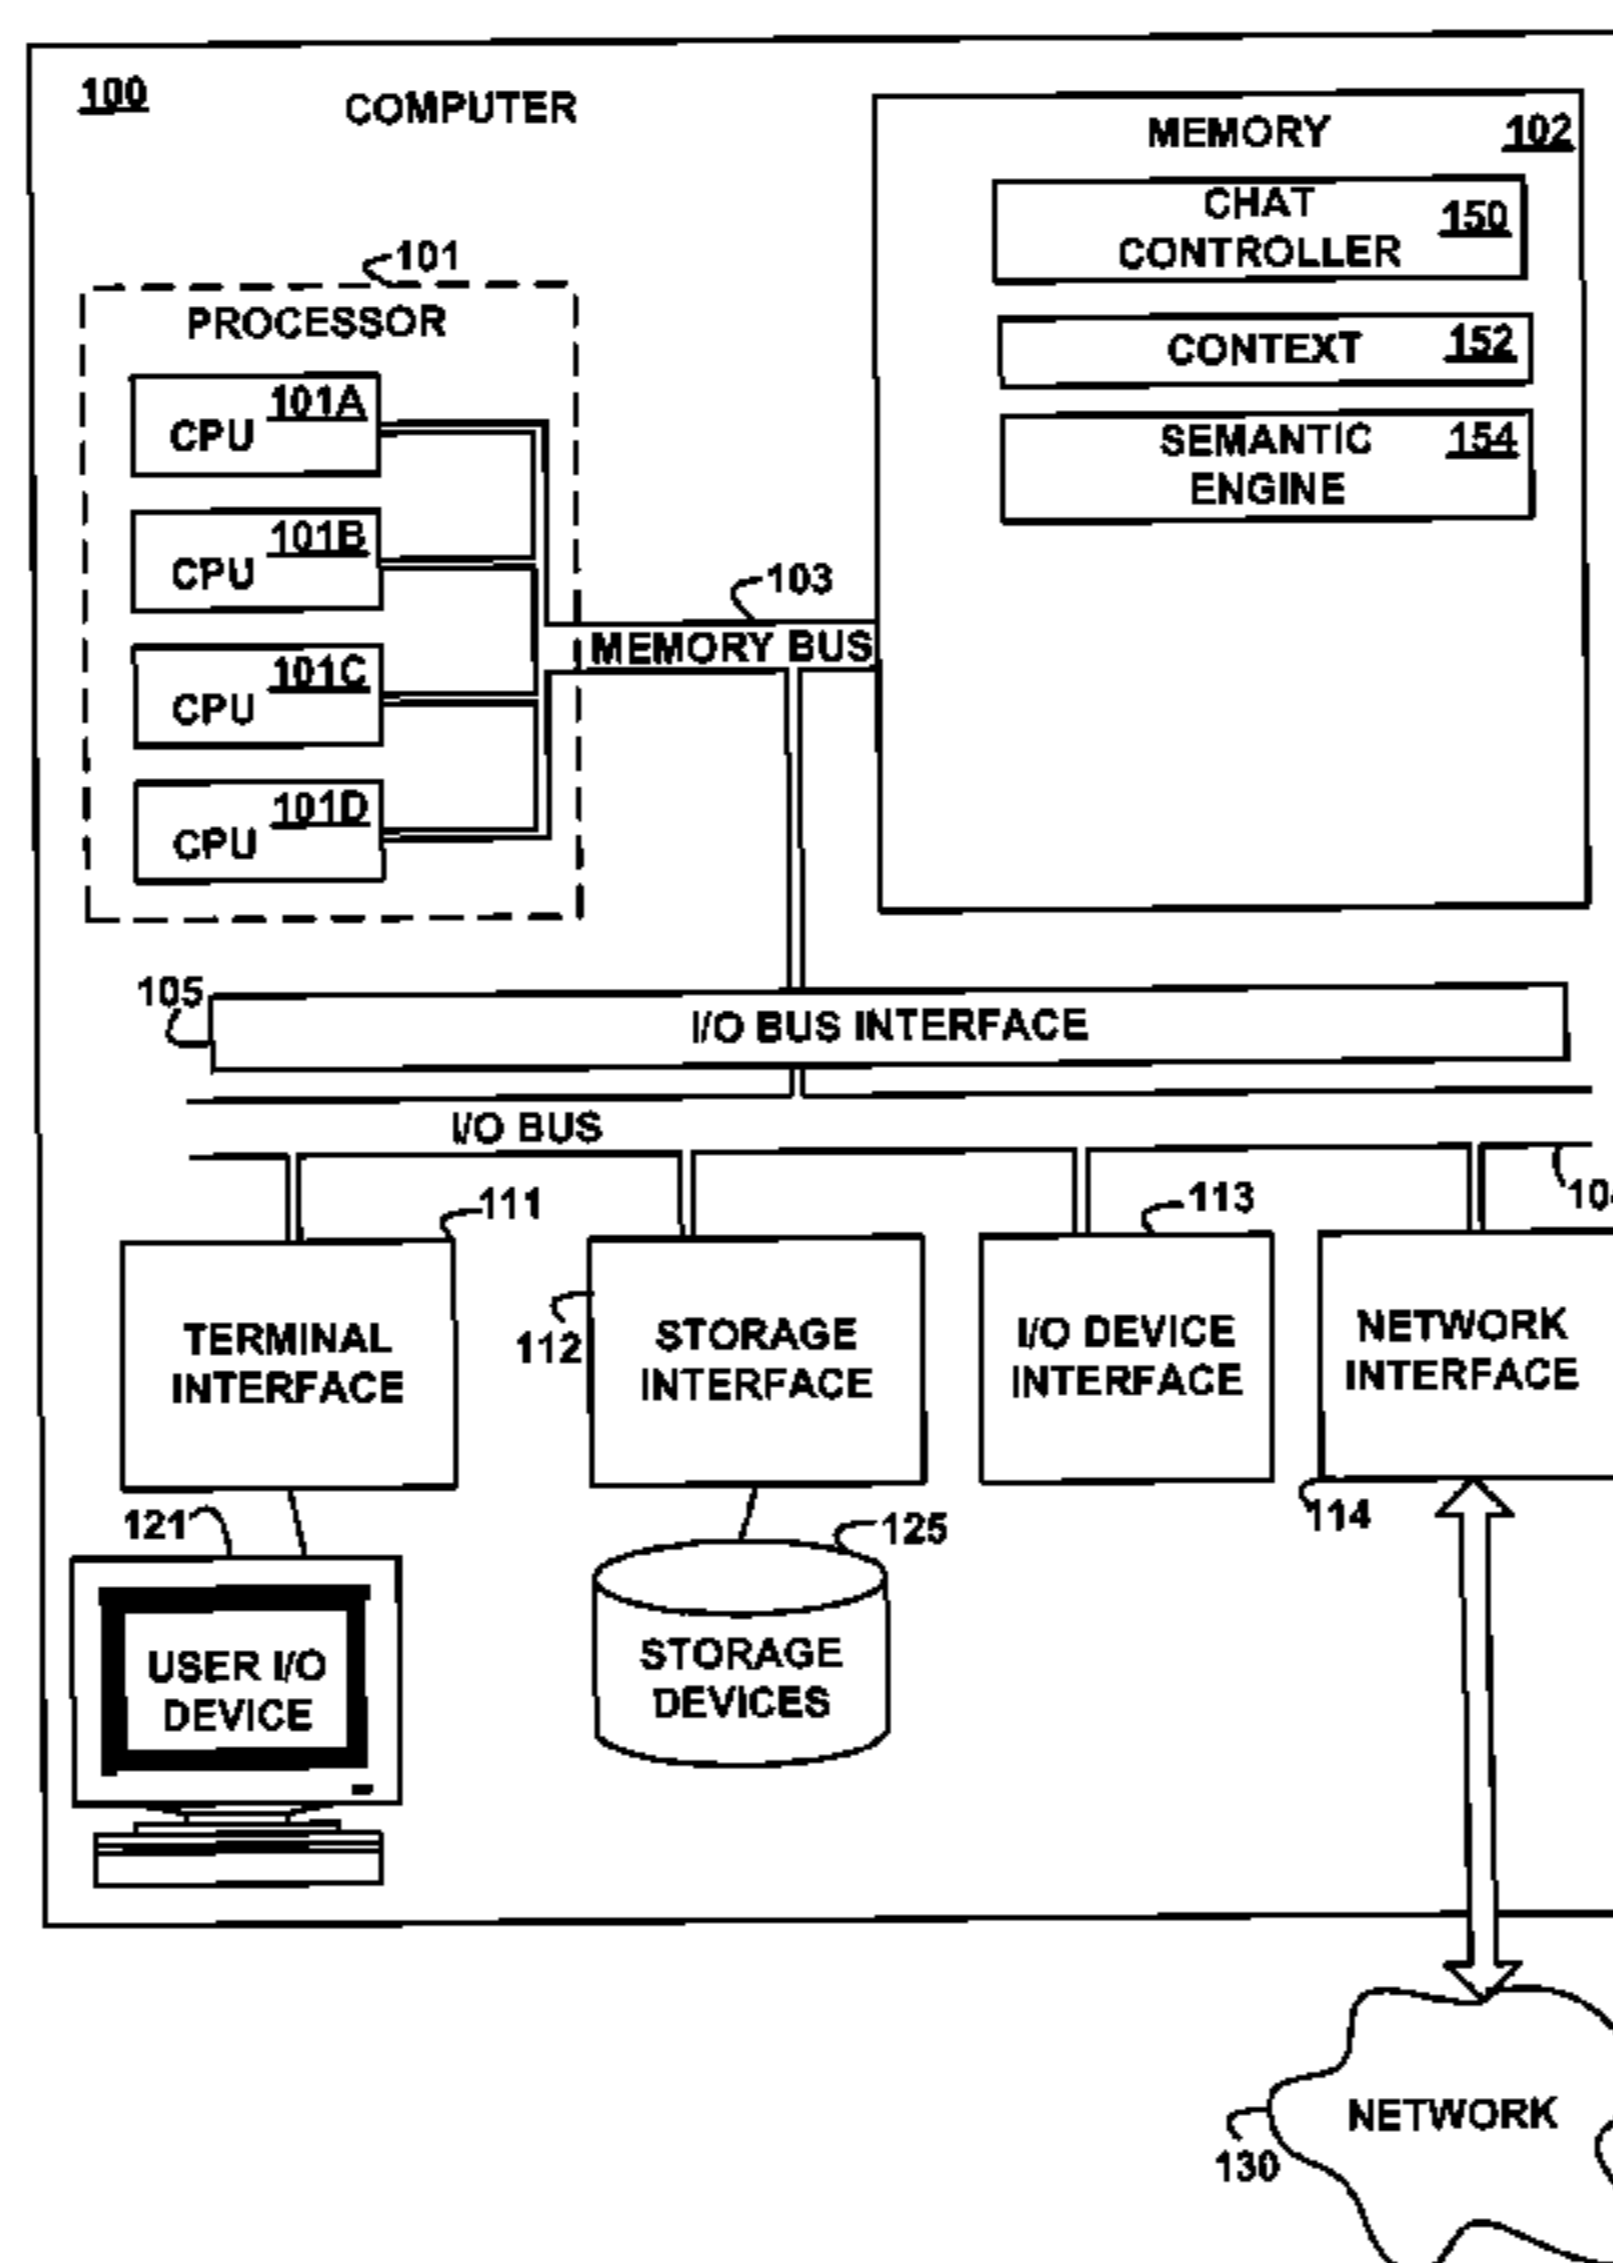 100
COMPUTER
MEMORY 102
CHAT
CONTROLLER 150
CONTEXT 152
SEMANTIC 154
ENGINE
101
PROCESSOR
CPU 101A
CPU 101B
CPU 101C
CPU 101D
103
MEMORY BUS
105
I/O BUS INTERFACE
I/O BUS
111
TERMINAL
INTERFACE
112
STORAGE
INTERFACE
113
I/O DEVICE
INTERFACE
NETWORK
INTERFACE
114
121
USER I/O
DEVICE
125
STORAGE
DEVICES
NETWORK
130